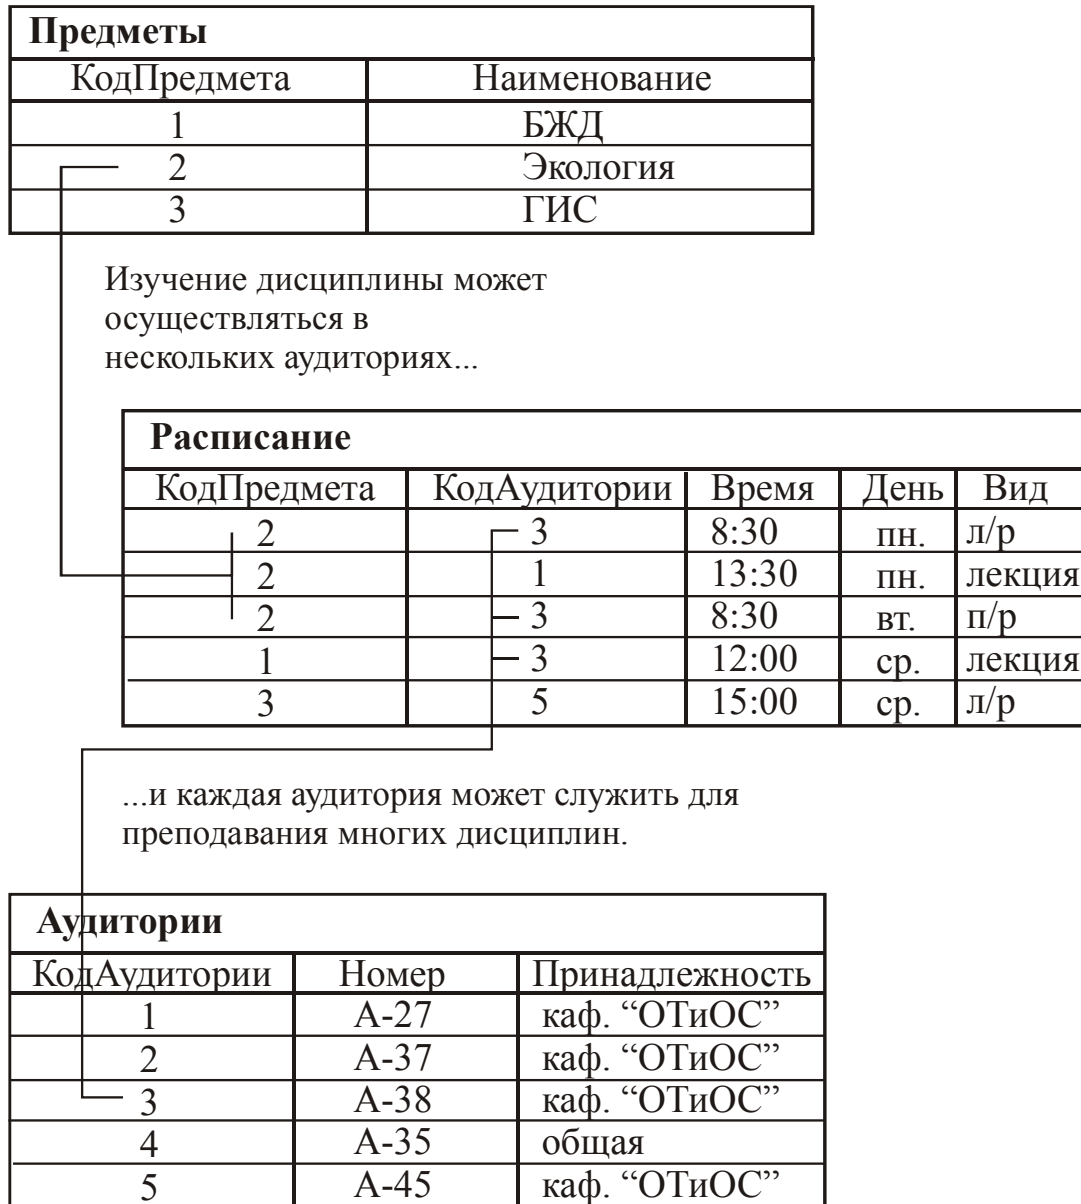 Предметы
КодПредмета Наименование
1 БЖД
2 Экология
3 ГИС
Изучение дисциплины может
осуществляться в
нескольких аудиториях...
Расписание
КодПредмета КодАудитории Время День Вид
2 3 8:30 пн. л/р
2 1 13:30 пн. лекция
2 3 8:30 вт. п/р
1 3 12:00 ср. лекция
3 5 15:00 ср. л/р
...и каждая аудитория может служить для
преподавания многих дисциплин.
Аудитории
КодАудитории Номер Принадлежность
1 А-27 каф. “ОТиОС”
2 А-37 каф. “ОТиОС”
3 А-38 каф. “ОТиОС”
4 А-35 общая
5 А-45 каф. “ОТиОС”